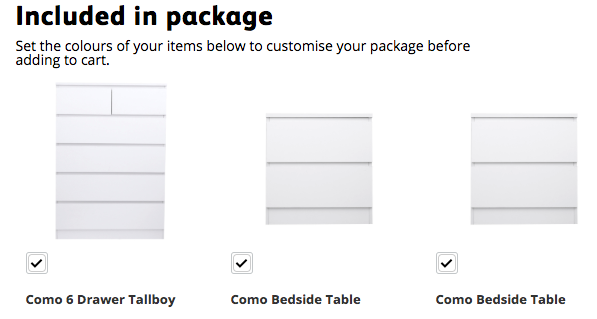 Included in package
Set the colours of your items below to customise your package before
adding to cart.
Como 6 Drawer Tallboy
Como Bedside Table
Como Bedside Table